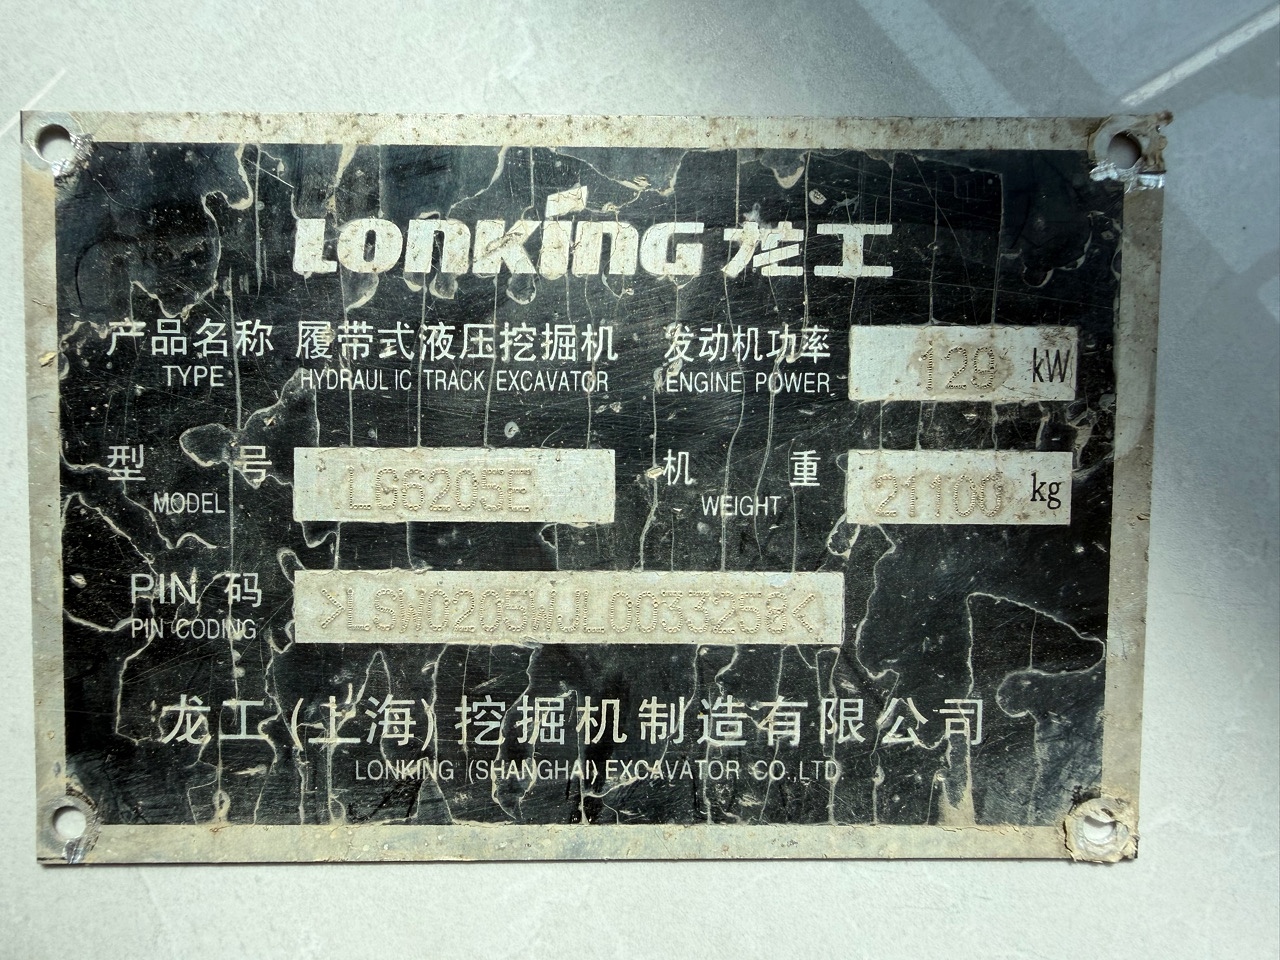 LONKING 龙工
产品名称 履带式液压挖掘机 发动机功率 129 kW
TYPE HYDRAULIC TRACK EXCAVATOR ENGINE POWER
型 号 LG6205E 机 重 21100 kg
MODEL WEIGHT
PIN 码 >LSW0205WJL0033258<
PIN CODING
龙工(上海)挖掘机制造有限公司
LONKING (SHANGHAI) EXCAVATOR CO.,LTD.